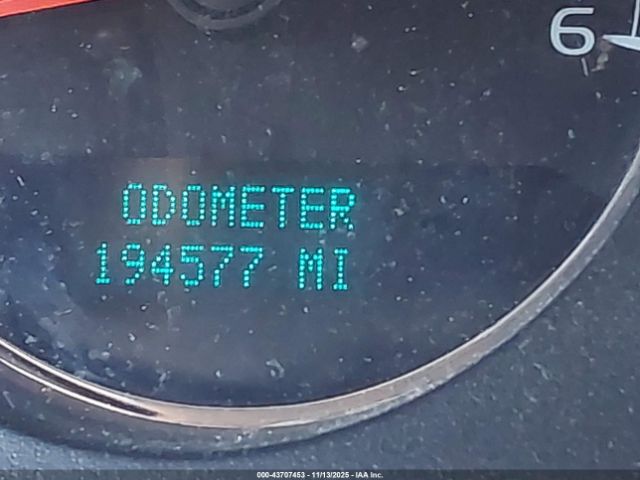 6
ODOMETER
194577 MI
000-43707453 - 11/13/2025 - IAA Inc.